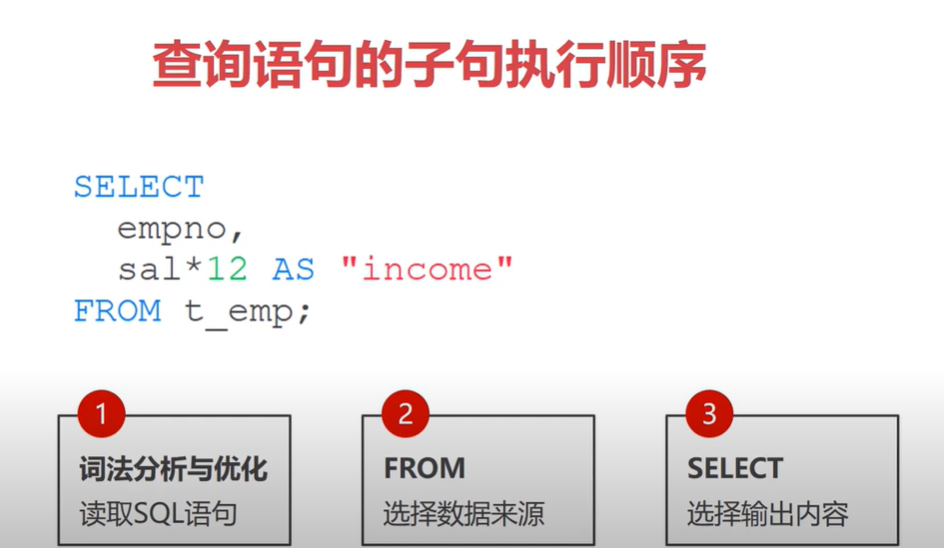 查询语句的子句执行顺序
SELECT
empno,
sal*12 AS "income"
FROM t_emp;
1
词法分析与优化
读取SQL语句
2
FROM
选择数据来源
3
SELECT
选择输出内容